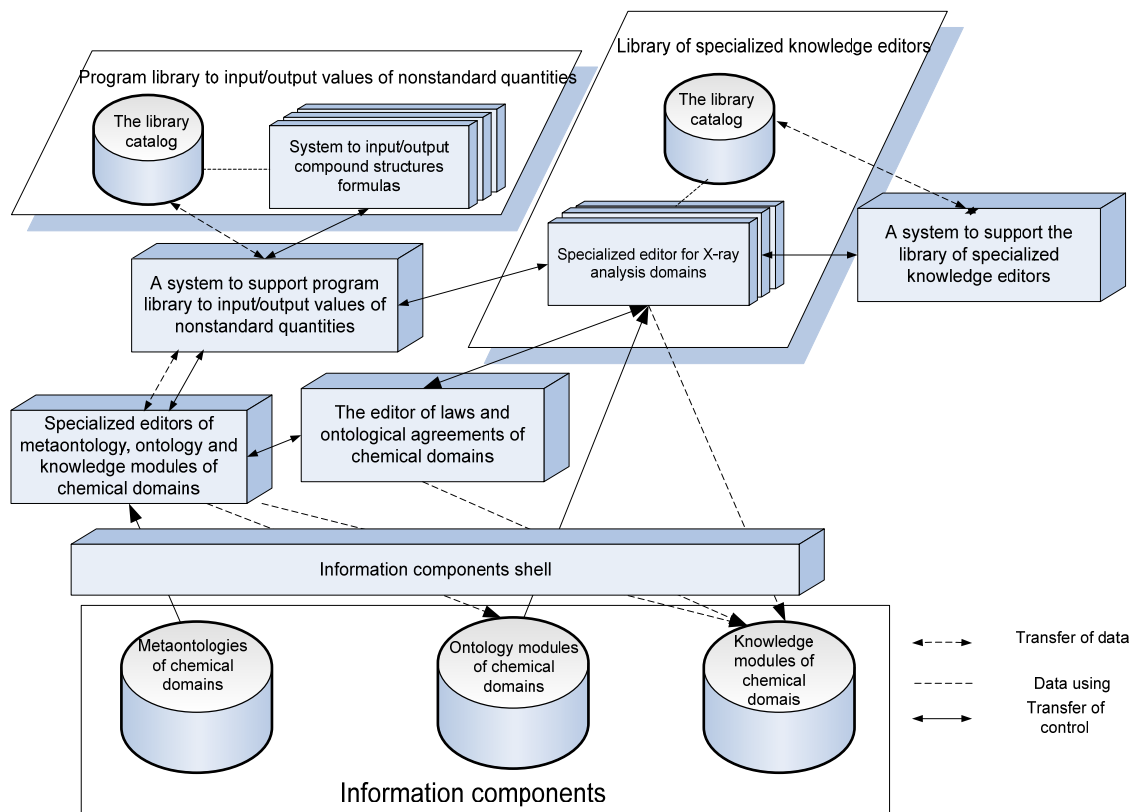 Library of specialized knowledge editors
Program library to input/output values of nonstandard quantities
The library
catalog
System to input/output
compound structures
formulas
The library
catalog
Specialized editor for X-ray
analysis domains
A system to support the
library of specialized
knowledge editors
A system to support program
library to input/output values of
nonstandard quantities
Specialized editors of
metaontology, ontology and
knowledge modules of
chemical domains
The editor of laws and
ontological agreements of
chemical domains
Information components shell
Metaontologies
of chemical
domains
Ontology modules
of chemical
domains
Knowledge
modules of
chemical
domais
Transfer of data
Data using
Transfer of
control
Information components